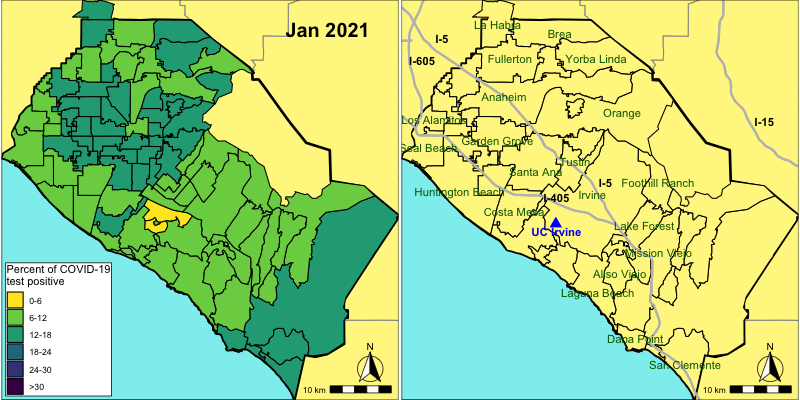 Jan 2021
Percent of COVID-19
test positive
0-6
6-12
12-18
18-24
24-30
>30
N
10 km
La Habra
Brea
I-5
I-605
Fullerton
Yorba Linda
Anaheim
Orange
I-15
Los Alamitos
Seal Beach
Garden Grove
Tustin
Santa Ana
I-5
Foothill Ranch
Huntington Beach
I-405
Irvine
Costa Mesa
UC Irvine
Lake Forest
Mission Viejo
Aliso Viejo
Laguna Beach
Dana Point
San Clemente
N
10 km